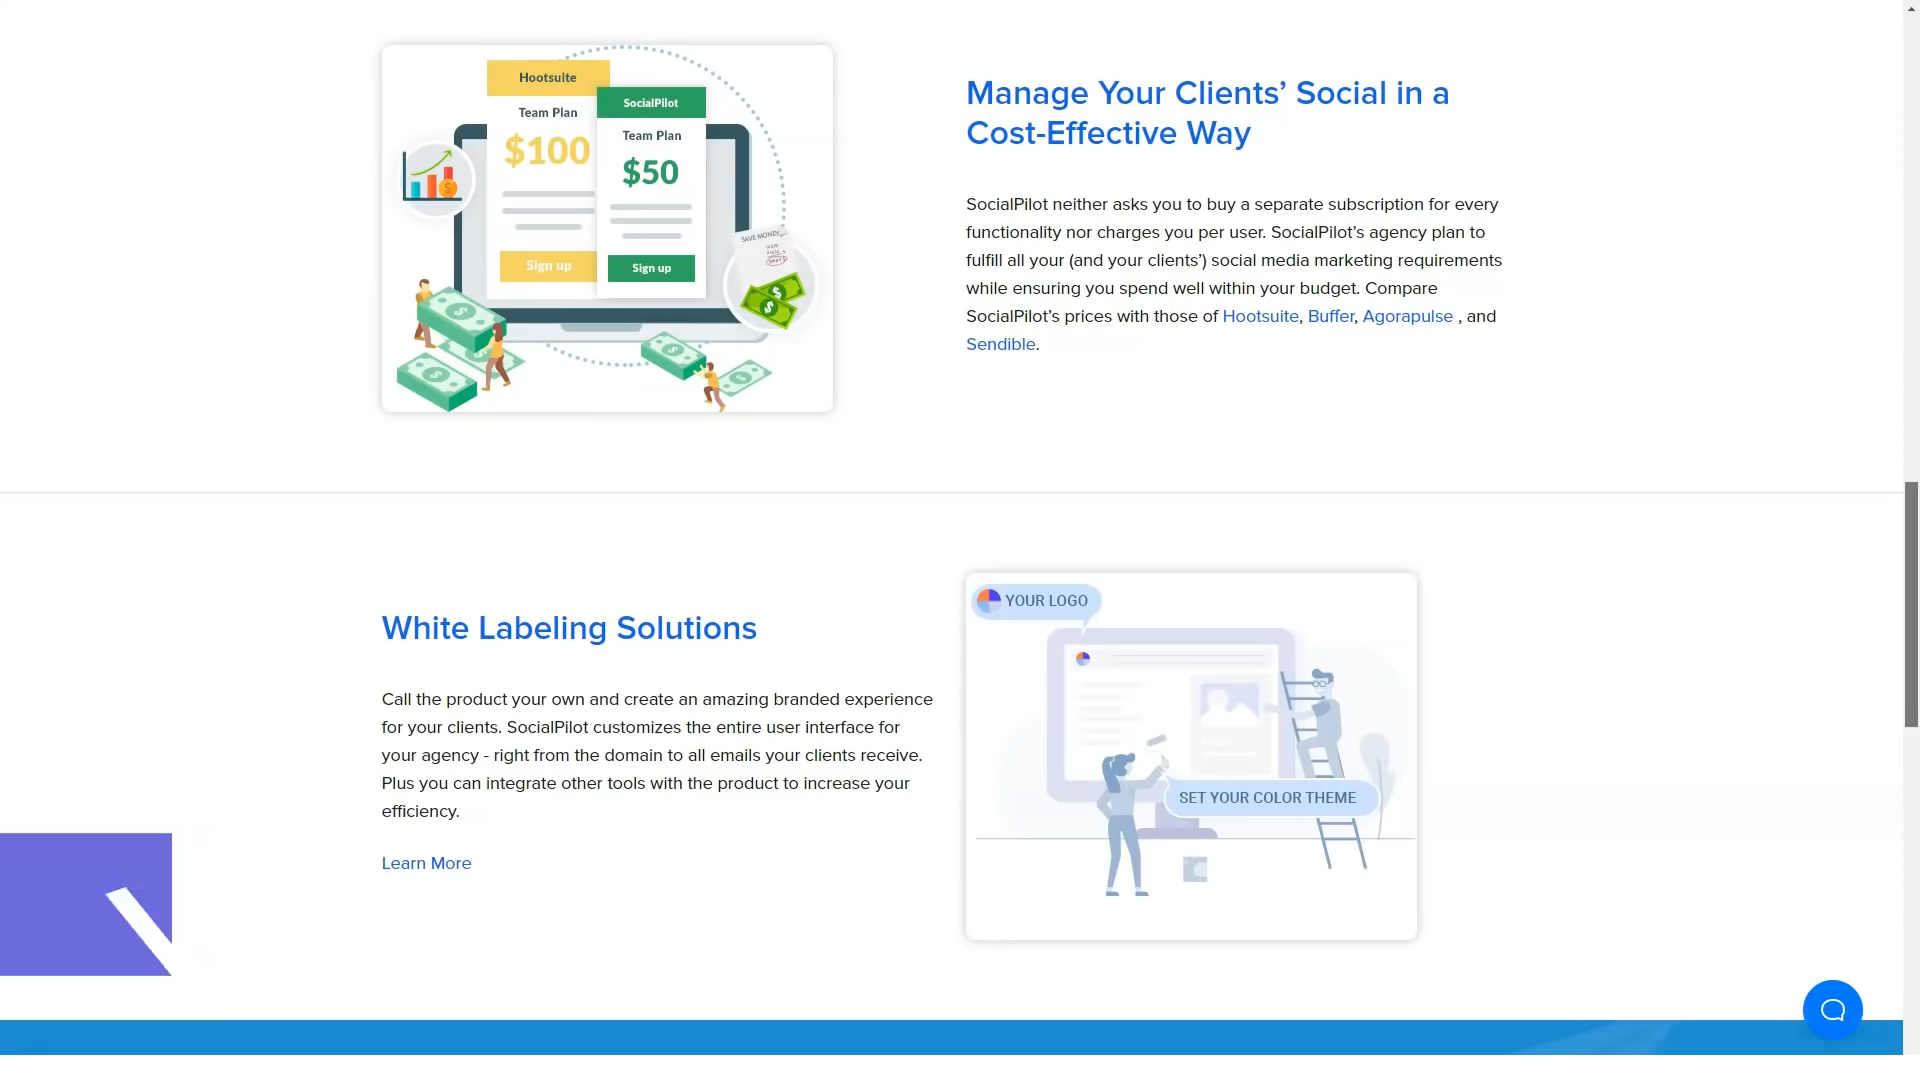 Hootsuite
Team Plan
$100
Sign up
SocialPilot
Team Plan
$50
Sign up
SAVE MONEY
Manage Your Clients’ Social in a
Cost-Effective Way
SocialPilot neither asks you to buy a separate subscription for every
functionality nor charges you per user. SocialPilot’s agency plan to
fulfill all your (and your clients’) social media marketing requirements
while ensuring you spend well within your budget. Compare
SocialPilot’s prices with those of Hootsuite, Buffer, Agorapulse , and
Sendible.
White Labeling Solutions
Call the product your own and create an amazing branded experience
for your clients. SocialPilot customizes the entire user interface for
your agency - right from the domain to all emails your clients receive.
Plus you can integrate other tools with the product to increase your
efficiency.
Learn More
YOUR LOGO
SET YOUR COLOR THEME